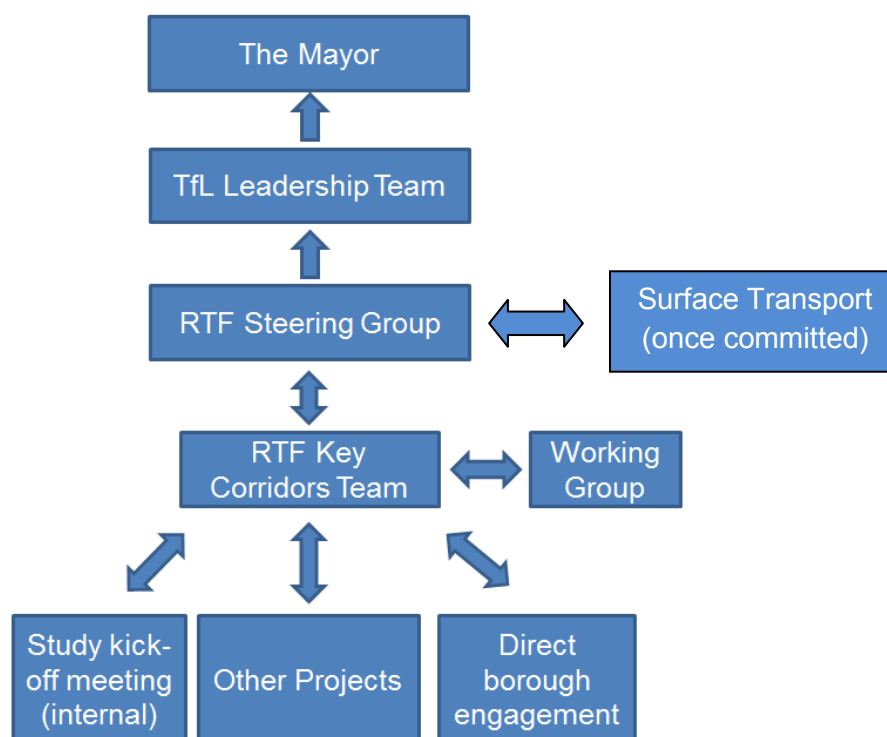 The Mayor
TfL Leadership Team
RTF Steering Group
Surface Transport
(once committed)
RTF Key
Corridors Team
Working
Group
Study kick-
off meeting
(internal)
Other Projects
Direct
borough
engagement